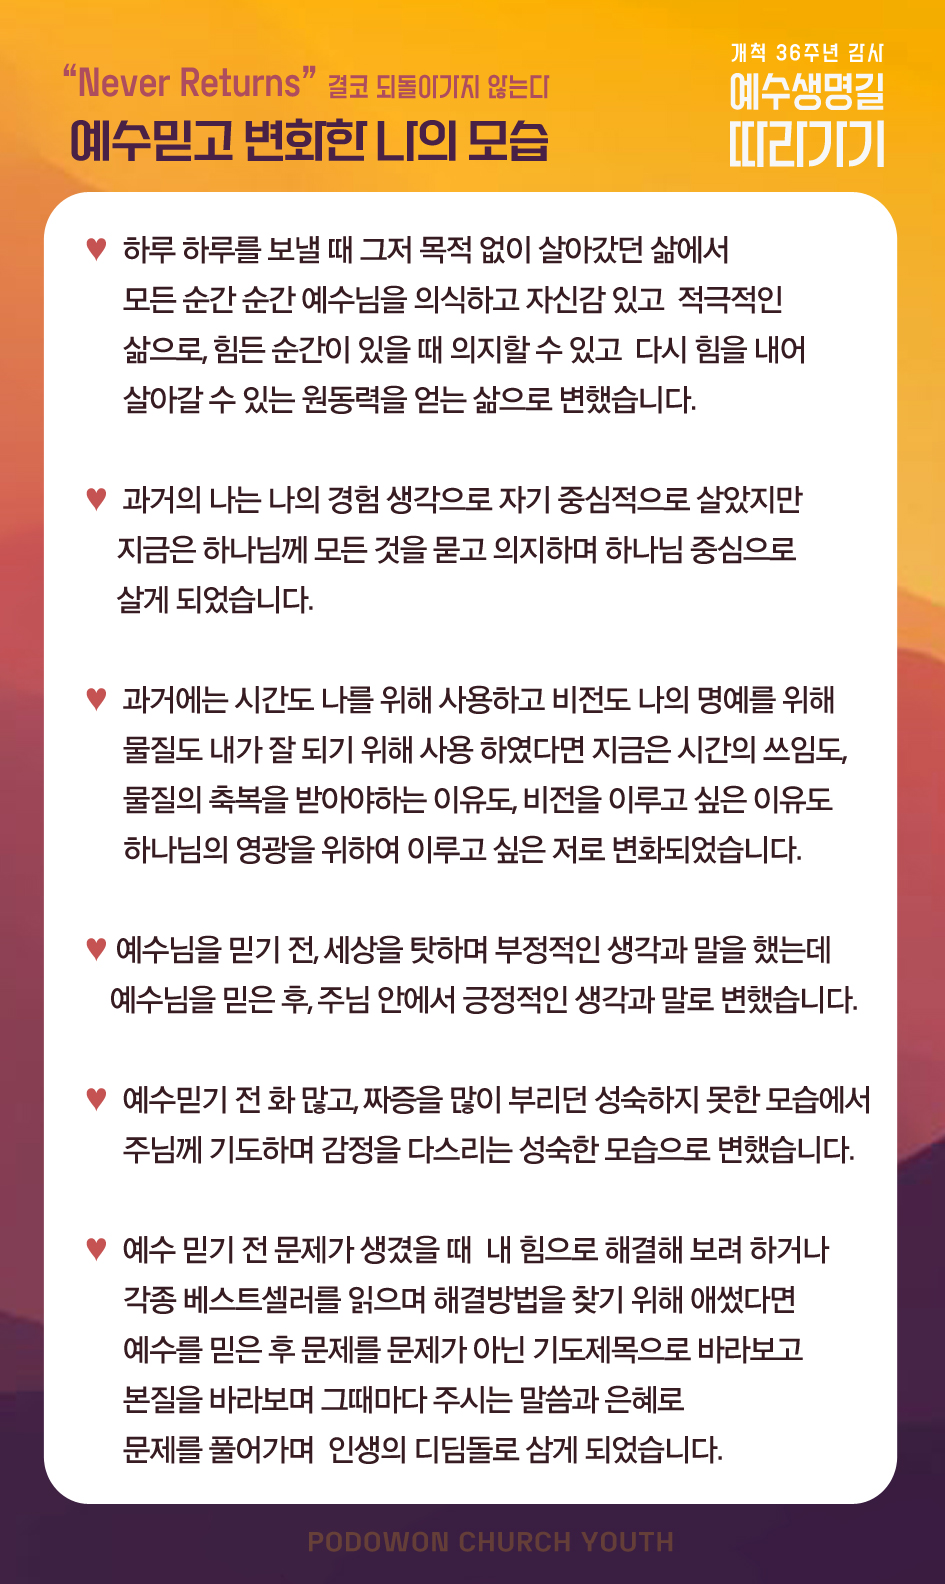 “Never Returns” 결코 되돌아가지 않는다
예수믿고 변화한 나의 모습
개척 36주년 감사
예수생명길
따라가기
♥ 하루 하루를 보낼 때 그저 목적 없이 살아갔던 삶에서
모든 순간 순간 예수님을 의식하고 자신감 있고 적극적인
삶으로, 힘든 순간이 있을 때 의지할 수 있고 다시 힘을 내어
살아갈 수 있는 원동력을 얻는 삶으로 변했습니다.
♥ 과거의 나는 나의 경험 생각으로 자기 중심적으로 살았지만
지금은 하나님께 모든 것을 묻고 의지하며 하나님 중심으로
살게 되었습니다.
♥ 과거에는 시간도 나를 위해 사용하고 비전도 나의 명예를 위해
물질도 내가 잘 되기 위해 사용 하였다면 지금은 시간의 쓰임도,
물질의 축복을 받아야하는 이유도, 비전을 이루고 싶은 이유도
하나님의 영광을 위하여 이루고 싶은 저로 변화되었습니다.
♥ 예수님을 믿기 전, 세상을 탓하며 부정적인 생각과 말을 했는데
예수님을 믿은 후, 주님 안에서 긍정적인 생각과 말로 변했습니다.
♥ 예수믿기 전 화 많고, 짜증을 많이 부리던 성숙하지 못한 모습에서
주님께 기도하며 감정을 다스리는 성숙한 모습으로 변했습니다.
♥ 예수 믿기 전 문제가 생겼을 때 내 힘으로 해결해 보려 하거나
각종 베스트셀러를 읽으며 해결방법을 찾기 위해 애썼다면
예수를 믿은 후 문제를 문제가 아닌 기도제목으로 바라보고
본질을 바라보며 그때마다 주시는 말씀과 은혜로
문제를 풀어가며 인생의 디딤돌로 삼게 되었습니다.
PODOWON CHURCH YOUTH